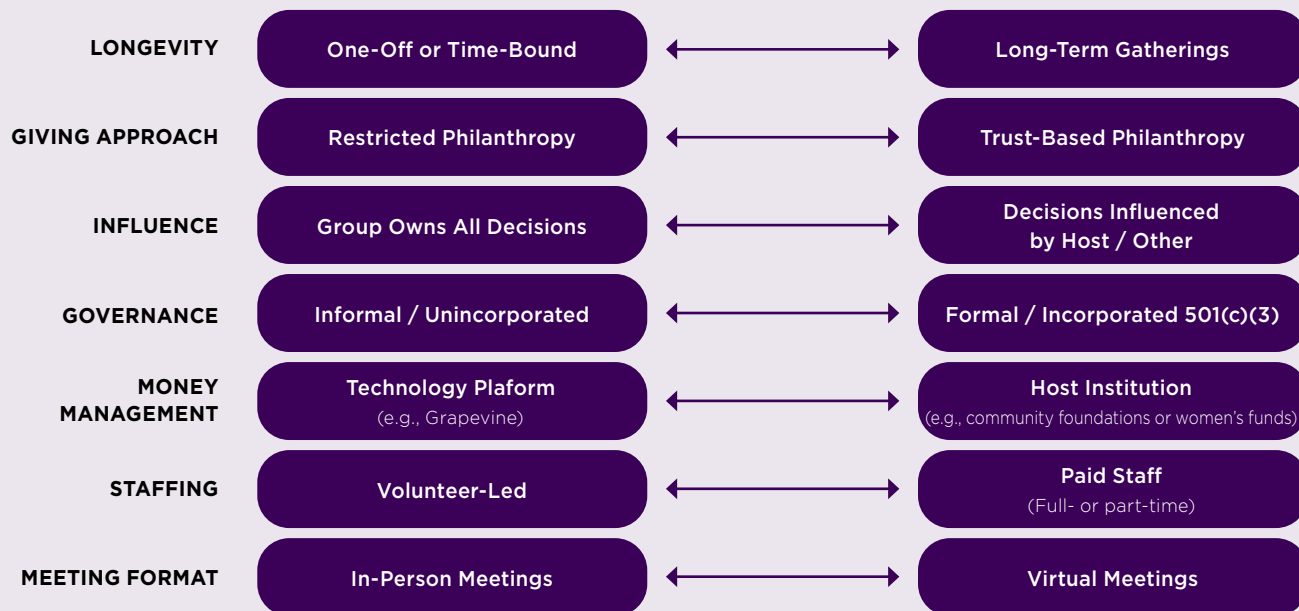 LONGEVITY
One-Off or Time-Bound
Long-Term Gatherings
GIVING APPROACH
Restricted Philanthropy
Trust-Based Philanthropy
INFLUENCE
Group Owns All Decisions
Decisions Influenced
by Host / Other
GOVERNANCE
Informal / Unincorporated
Formal / Incorporated 501(c)(3)
MONEY
MANAGEMENT
Technology Plaform
(e.g., Grapevine)
Host Institution
(e.g., community foundations or women's funds)
STAFFING
Volunteer-Led
Paid Staff
(Full- or part-time)
MEETING FORMAT
In-Person Meetings
Virtual Meetings